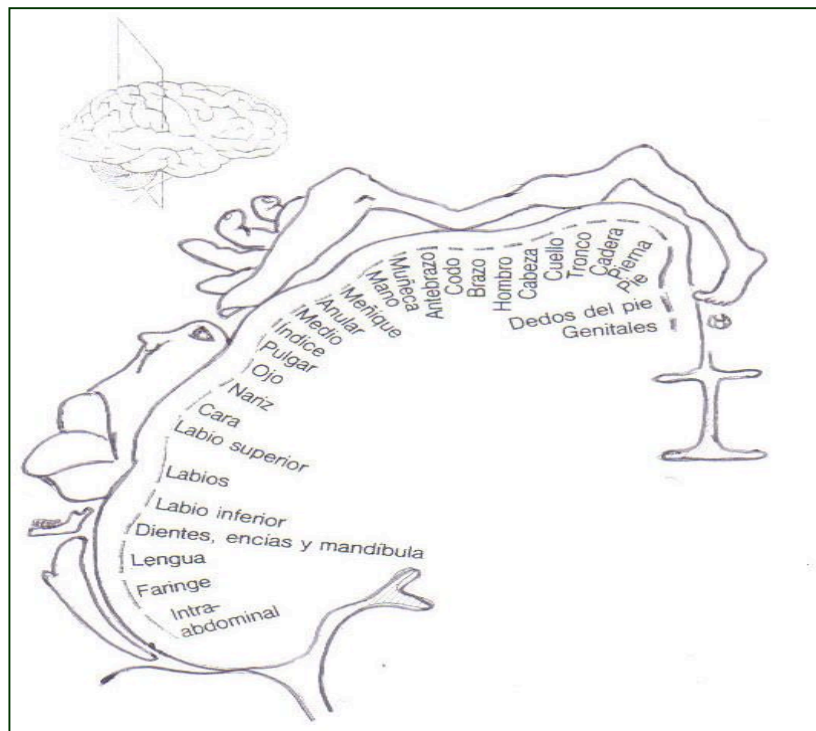 Intra-
abdominal
Faringe
Lengua
Dientes, encías y mandíbula
Labio inferior
Labios
Labio superior
Cara
Nariz
Ojo
Pulgar
Indice
Medio
Anular
Meñique
Mano
Muñeca
Antebrazo
Codo
Brazo
Hombro
Cabeza
Cuello
Tronco
Cadera
Pierna
Pie
Dedos del pie
Genitales